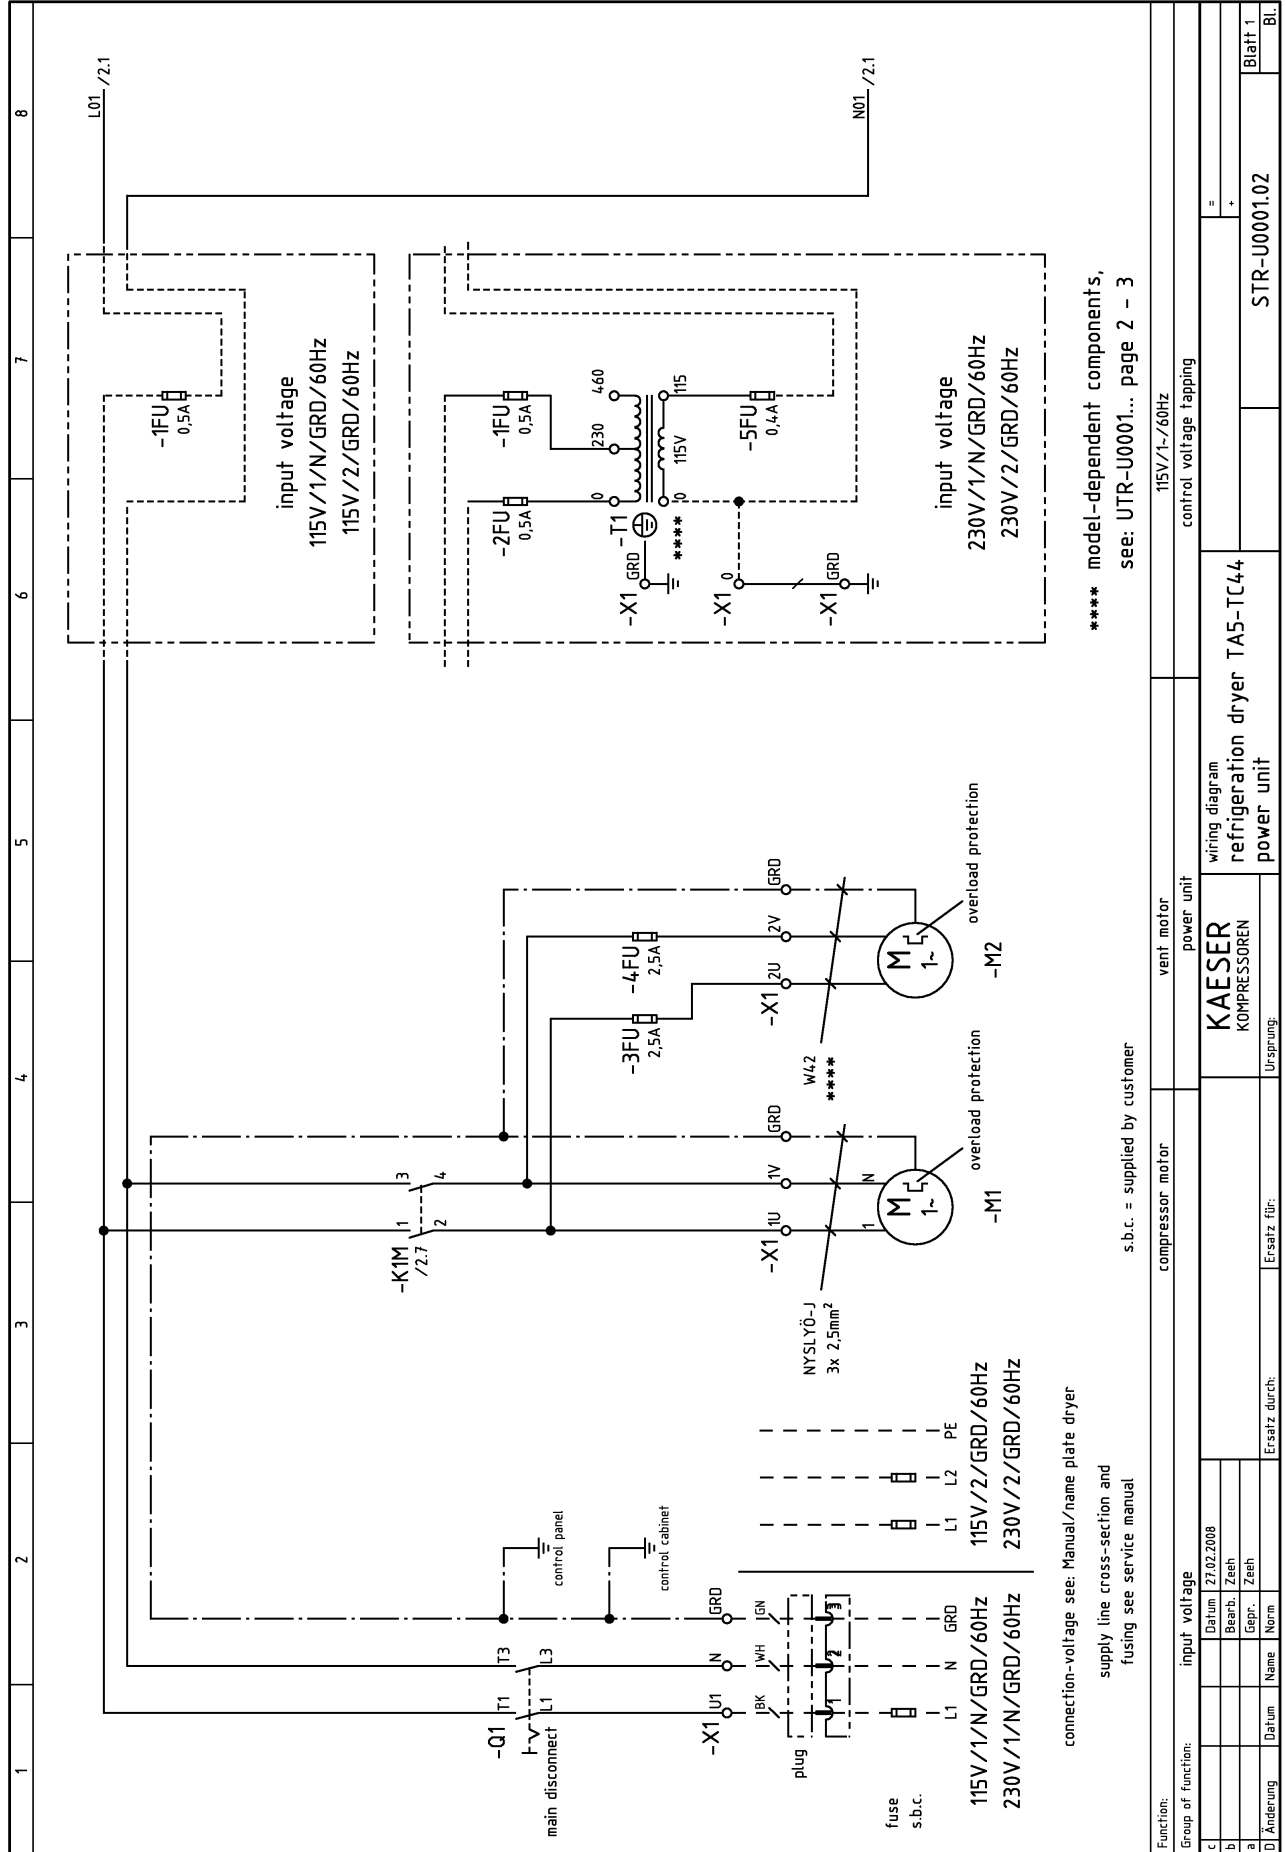 1
2
3
4
5
6
7
8
L01 /2.1
N01 /2.1
-1FU
0,5A
input voltage
115V/1/N/GRD/60Hz
115V/2/GRD/60Hz
-2FU
0,5A
-1FU
0,5A
0
230
460
-T1
****
115V
0
115
-5FU
0,4A
-X1
GRD
-X1
0
-X1
GRD
input voltage
230V/1/N/GRD/60Hz
230V/2/GRD/60Hz
**** model-dependent components,
see: UTR-U0001... page 2 - 3
-K1M
/2.7
1
2
3
4
-3FU
2,5A
-4FU
2,5A
-X1
1U
1V
GRD
-X1
2U
2V
GRD
NYSLYÖ-J
3x 2,5mm²
W42
****
1
N
M
1~
-M1
overload protection
M
1~
-M2
overload protection
-Q1
T1
T3
L1
L3
main disconnect
control panel
control cabinet
-X1
U1
N
GRD
BK
WH
GN
plug
1
2
3
fuse
s.b.c.
L1
N
GRD
115V/1/N/GRD/60Hz
230V/1/N/GRD/60Hz
L1
L2
PE
115V/2/GRD/60Hz
230V/2/GRD/60Hz
connection-voltage see: Manual/name plate dryer
supply line cross-section and
fusing see service manual
s.b.c. = supplied by customer
Function:
compressor motor
vent motor
115V/1~/60Hz
Group of function:
input voltage
power unit
control voltage tapping
c
b
a
D
Änderung
Datum
Name
Datum
27.02.2008
Bearb.
Zeeh
Gepr.
Zeeh
Norm
Ersatz durch:
Ersatz für:
Ursprung:
KAESER
KOMPRESSOREN
wiring diagram
refrigeration dryer TA5-TC44
power unit
=
+
STR-U0001.02
Blatt 1
Bl.